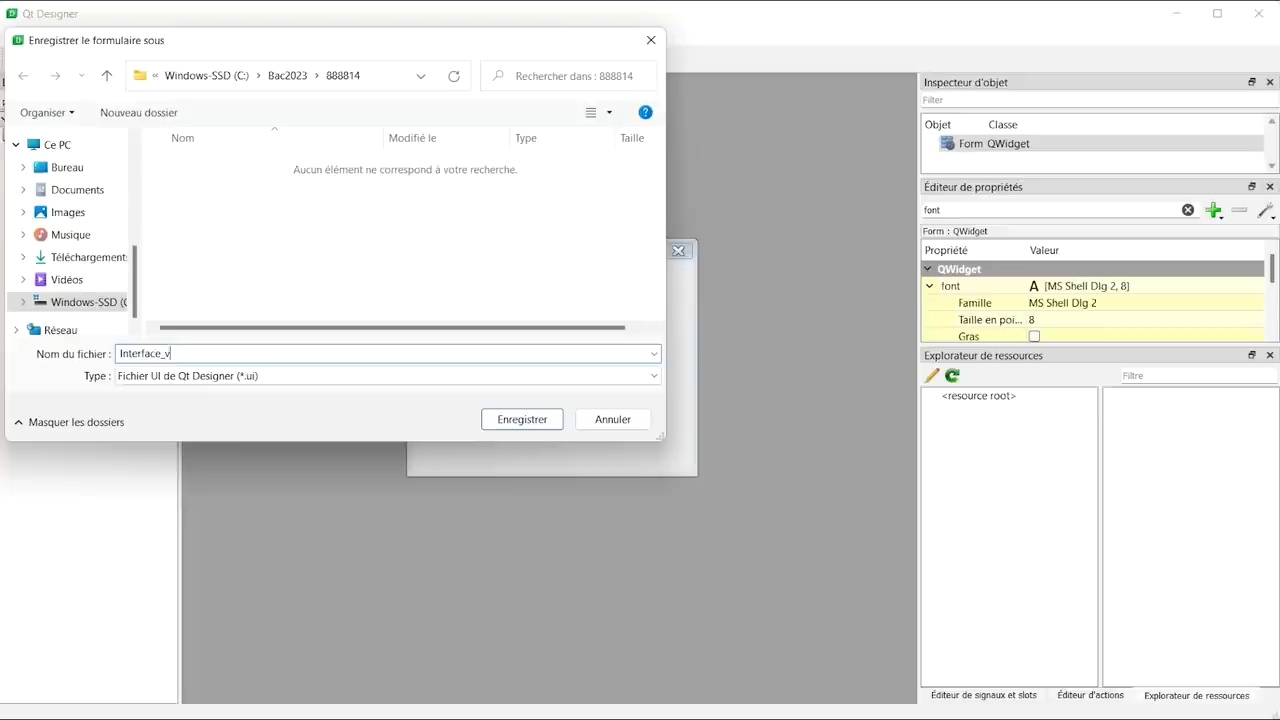 Qt Designer
Enregistrer le formulaire sous
« Windows-SSD (C:) > Bac2023 > 888814
Rechercher dans : 888814
Organiser
Nouveau dossier
Nom
Modifié le
Type
Taille
Aucun élément ne correspond à votre recherche.
Ce PC
Bureau
Documents
Images
Musique
Téléchargement
Vidéos
Windows-SSD (C
Réseau
Nom du fichier :
Interface_v
Type :
Fichier UI de Qt Designer (*.ui)
Masquer les dossiers
Enregistrer
Annuler
Inspecteur d'objet
Filter
Objet
Classe
Form
QWidget
Éditeur de propriétés
font
Form : QWidget
Propriété
Valeur
QWidget
font
A [MS Shell Dlg 2, 8]
Famille
MS Shell Dlg 2
Taille en poi...
8
Gras
Explorateur de ressources
Filtre
<resource root>
Éditeur de signaux et slots
Éditeur d'actions
Explorateur de ressources